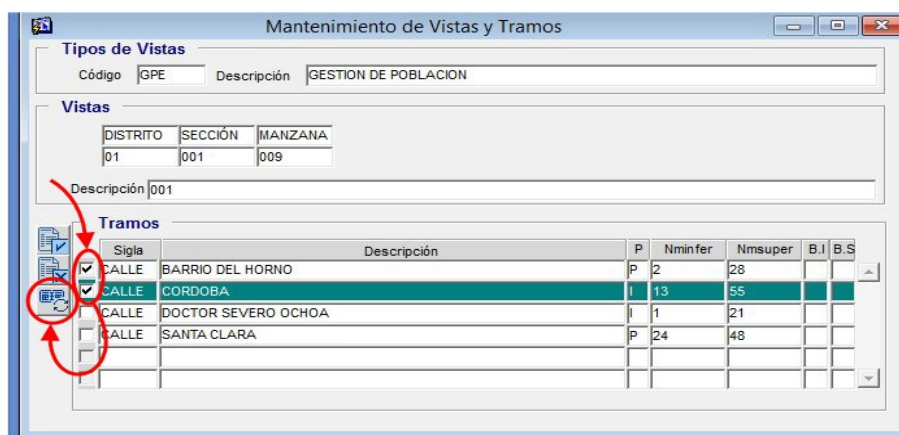 Mantenimiento de Vistas y Tramos
Tipos de Vistas
Código GPE Descripción GESTION DE POBLACION
Vistas
DISTRITO SECCIÓN MANZANA
01 001 009
Descripción 001
Tramos
Sigla Descripción P Nminfer Nmsuper B.I B.S
CALLE BARRIO DEL HORNO P 2 28
CALLE CORDOBA I 13 55
CALLE DOCTOR SEVERO OCHOA I 1 21
CALLE SANTA CLARA P 24 48